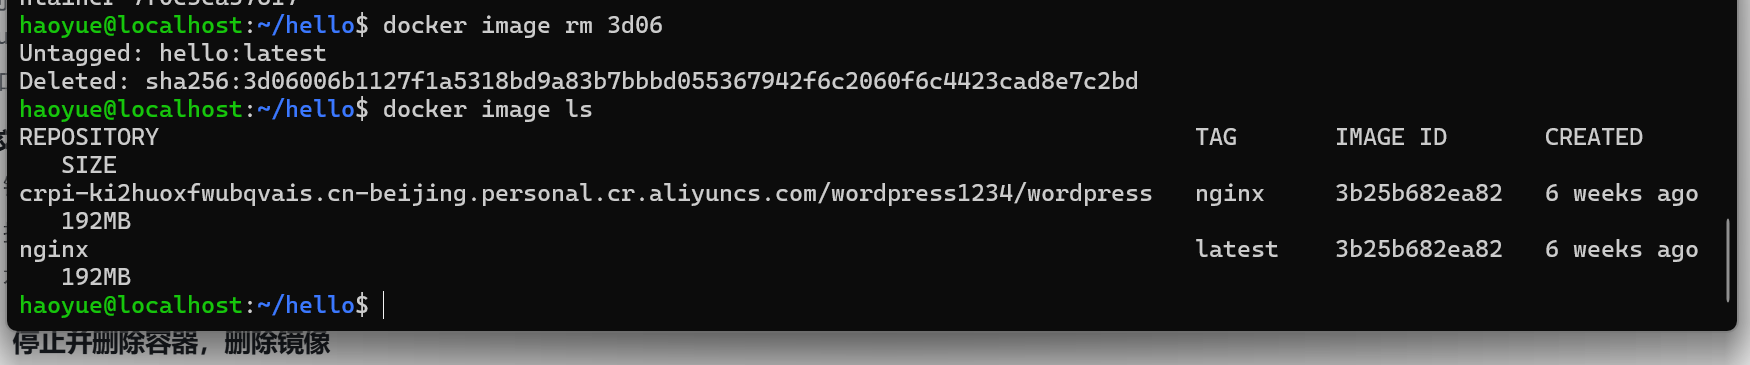 haoyue@localhost:~/hello$ docker image rm 3d06
Untagged: hello:latest
Deleted: sha256:3d06006b1127f1a5318bd9a83b7bbbd055367942f6c2060f6c4423cad8e7c2bd
haoyue@localhost:~/hello$ docker image ls
REPOSITORY TAG IMAGE ID CREATED
SIZE
crpi-ki2huoxfwubqvais.cn-beijing.personal.cr.aliyuncs.com/wordpress1234/wordpress nginx 3b25b682ea82 6 weeks ago
192MB
nginx latest 3b25b682ea82 6 weeks ago
192MB
haoyue@localhost:~/hello$
停止并删除容器，删除镜像